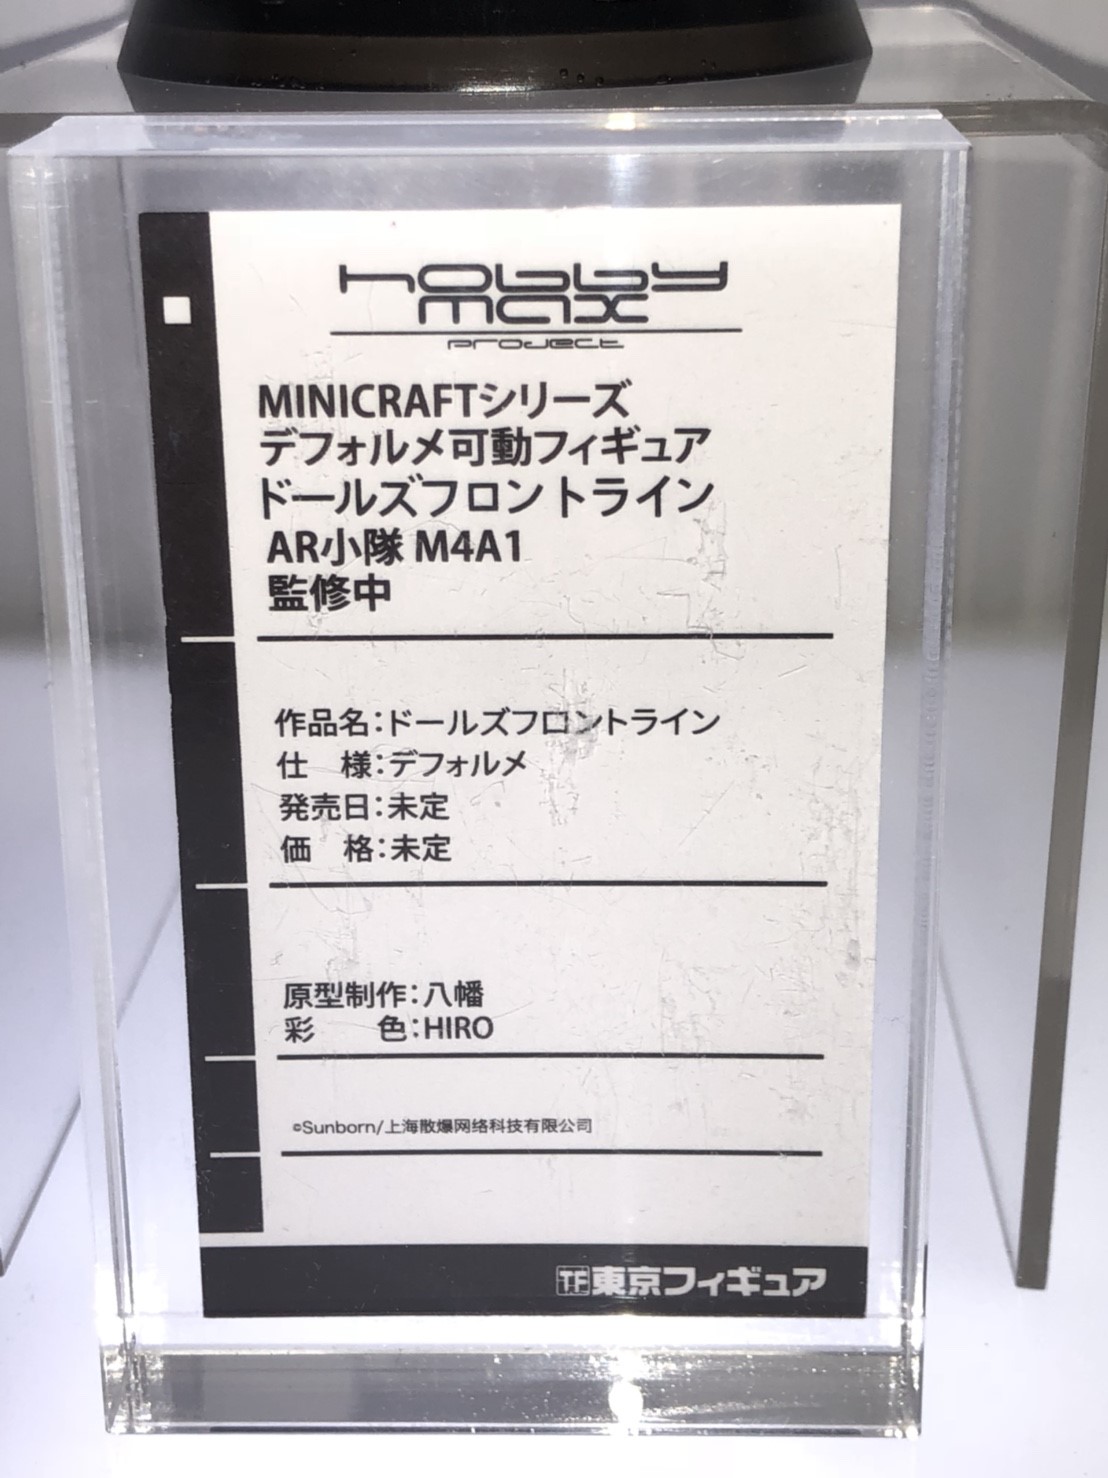 hobby
max
project
MINICRAFTシリーズ
デフォルメ可動フィギュア
ドールズフロントライン
AR小隊 M4A1
監修中
作品名:ドールズフロントライン
仕　様:デフォルメ
発売日:未定
価　格:未定
原型制作:八幡
彩　　色:HIRO
©Sunborn/上海散爆网络科技有限公司
TF東京フィギュア